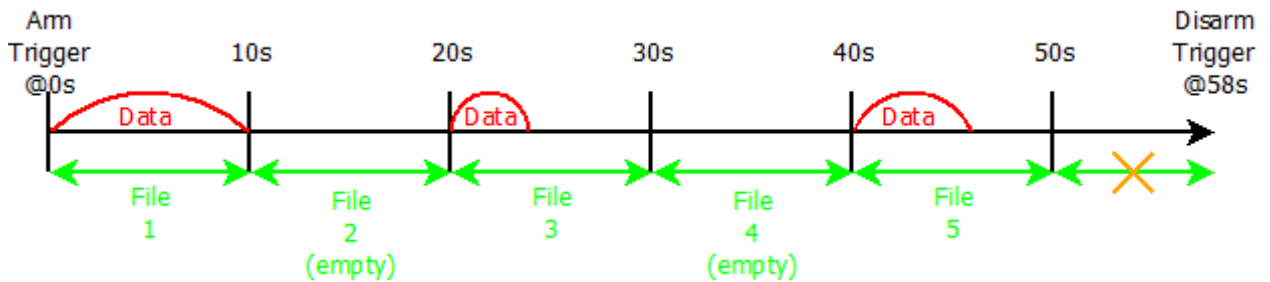 Arm
Trigger
@0s
10s
20s
30s
40s
50s
Disarm
Trigger
@58s
Data
Data
Data
File
1
File
2
(empty)
File
3
File
4
(empty)
File
5